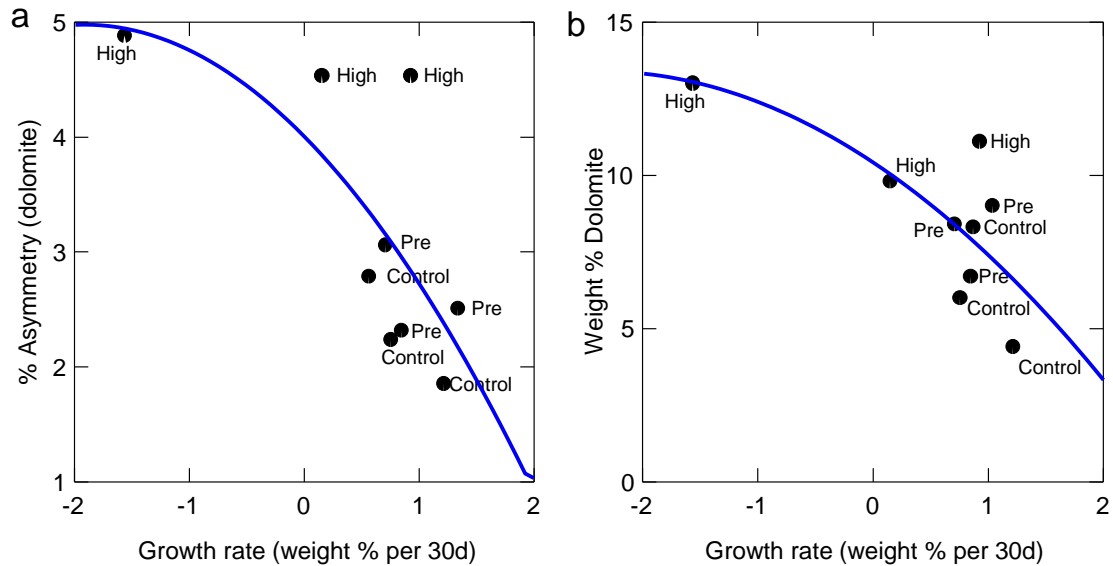 a
% Asymmetry (dolomite)
5
4
3
2
1
High
High
High
Pre
Control
Pre
Pre
Control
Control
-2
-1
0
1
2
Growth rate (weight % per 30d)
b
Weight % Dolomite
15
10
5
0
High
High
High
Pre
Pre
Control
Pre
Control
Control
-2
-1
0
1
2
Growth rate (weight % per 30d)